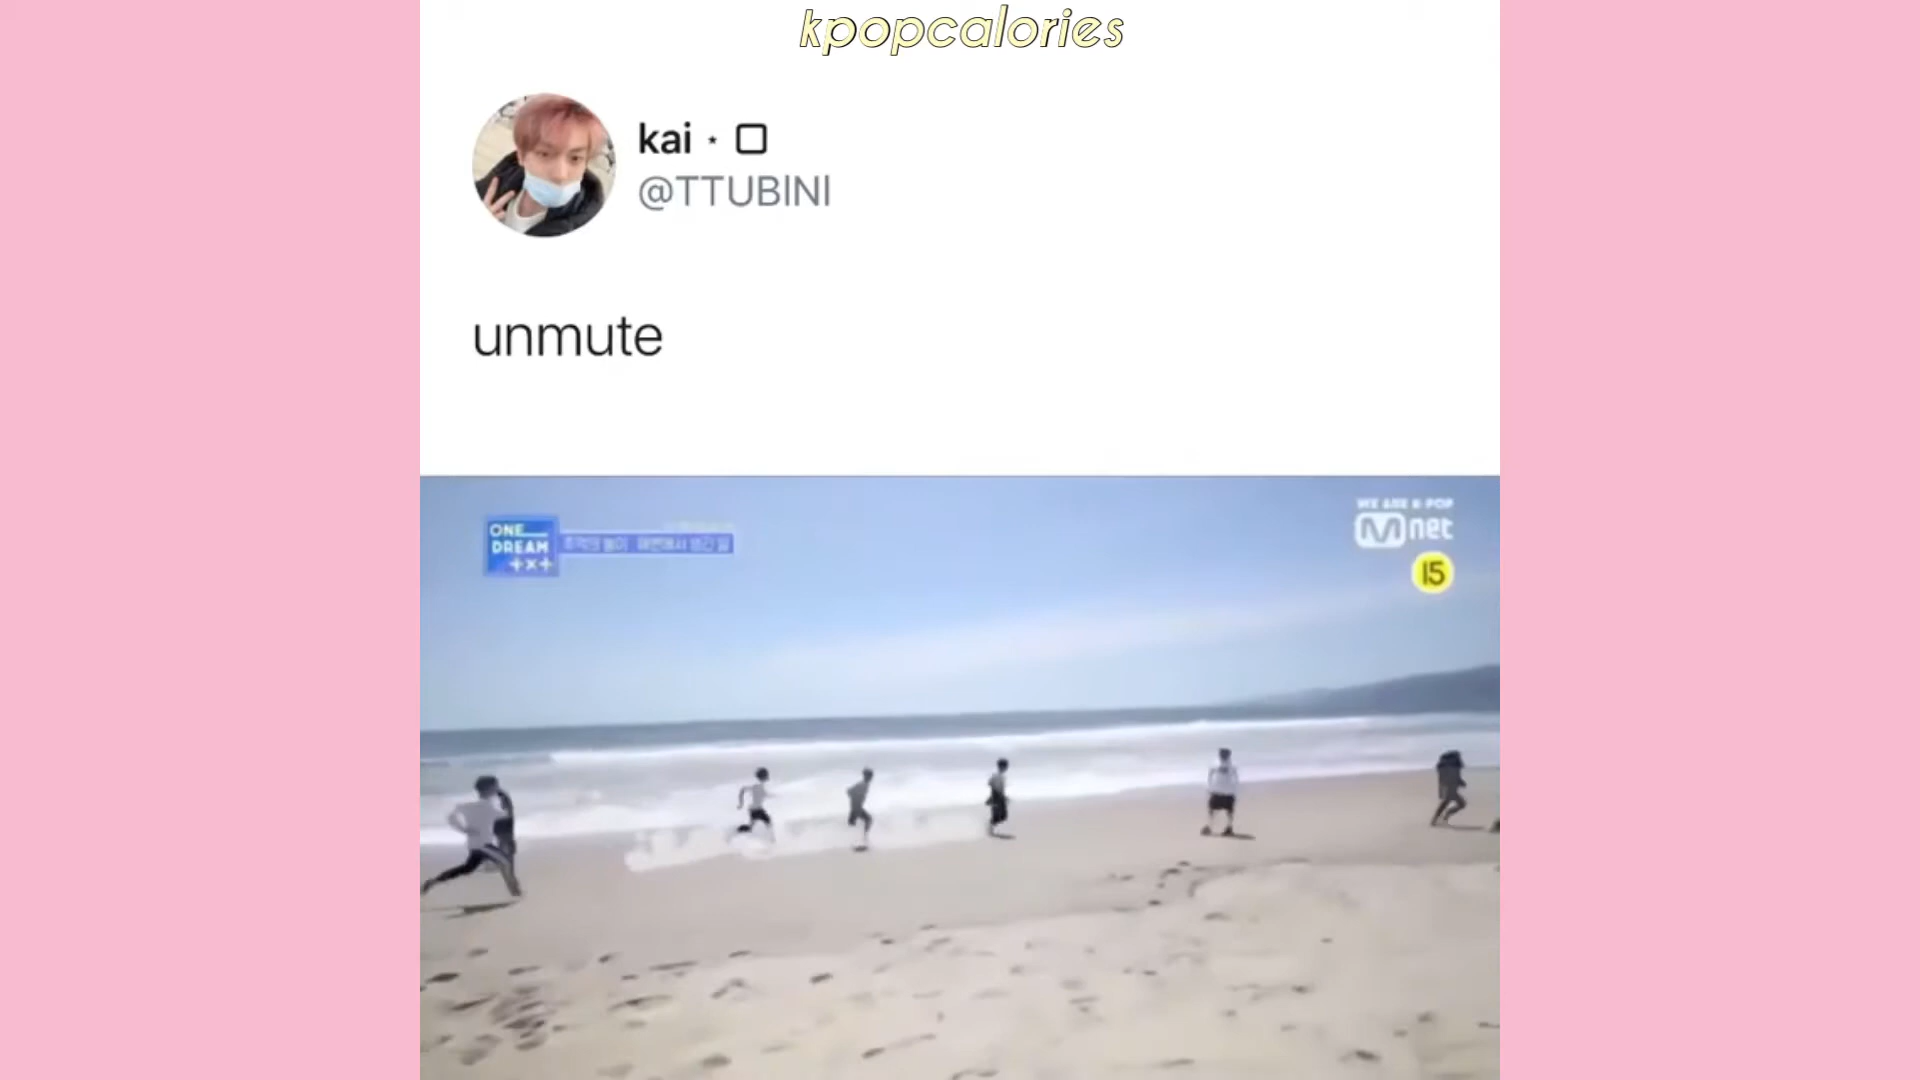 kpopcalories
kai
@TTUBINI
unmute
WE ARE K-POP
Mnet
ONE
DREAM
+x+
15